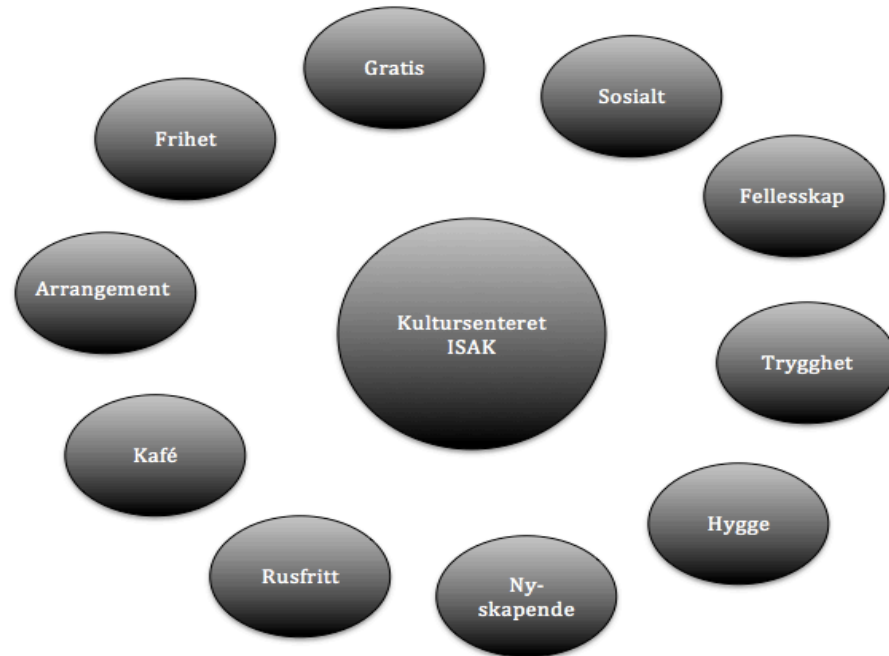 Gratis
Sosialt
Frihet
Fellesskap
Arrangement
Kultursenteret
ISAK
Trygghet
Kafé
Hygge
Rusfritt
Ny-
skapende